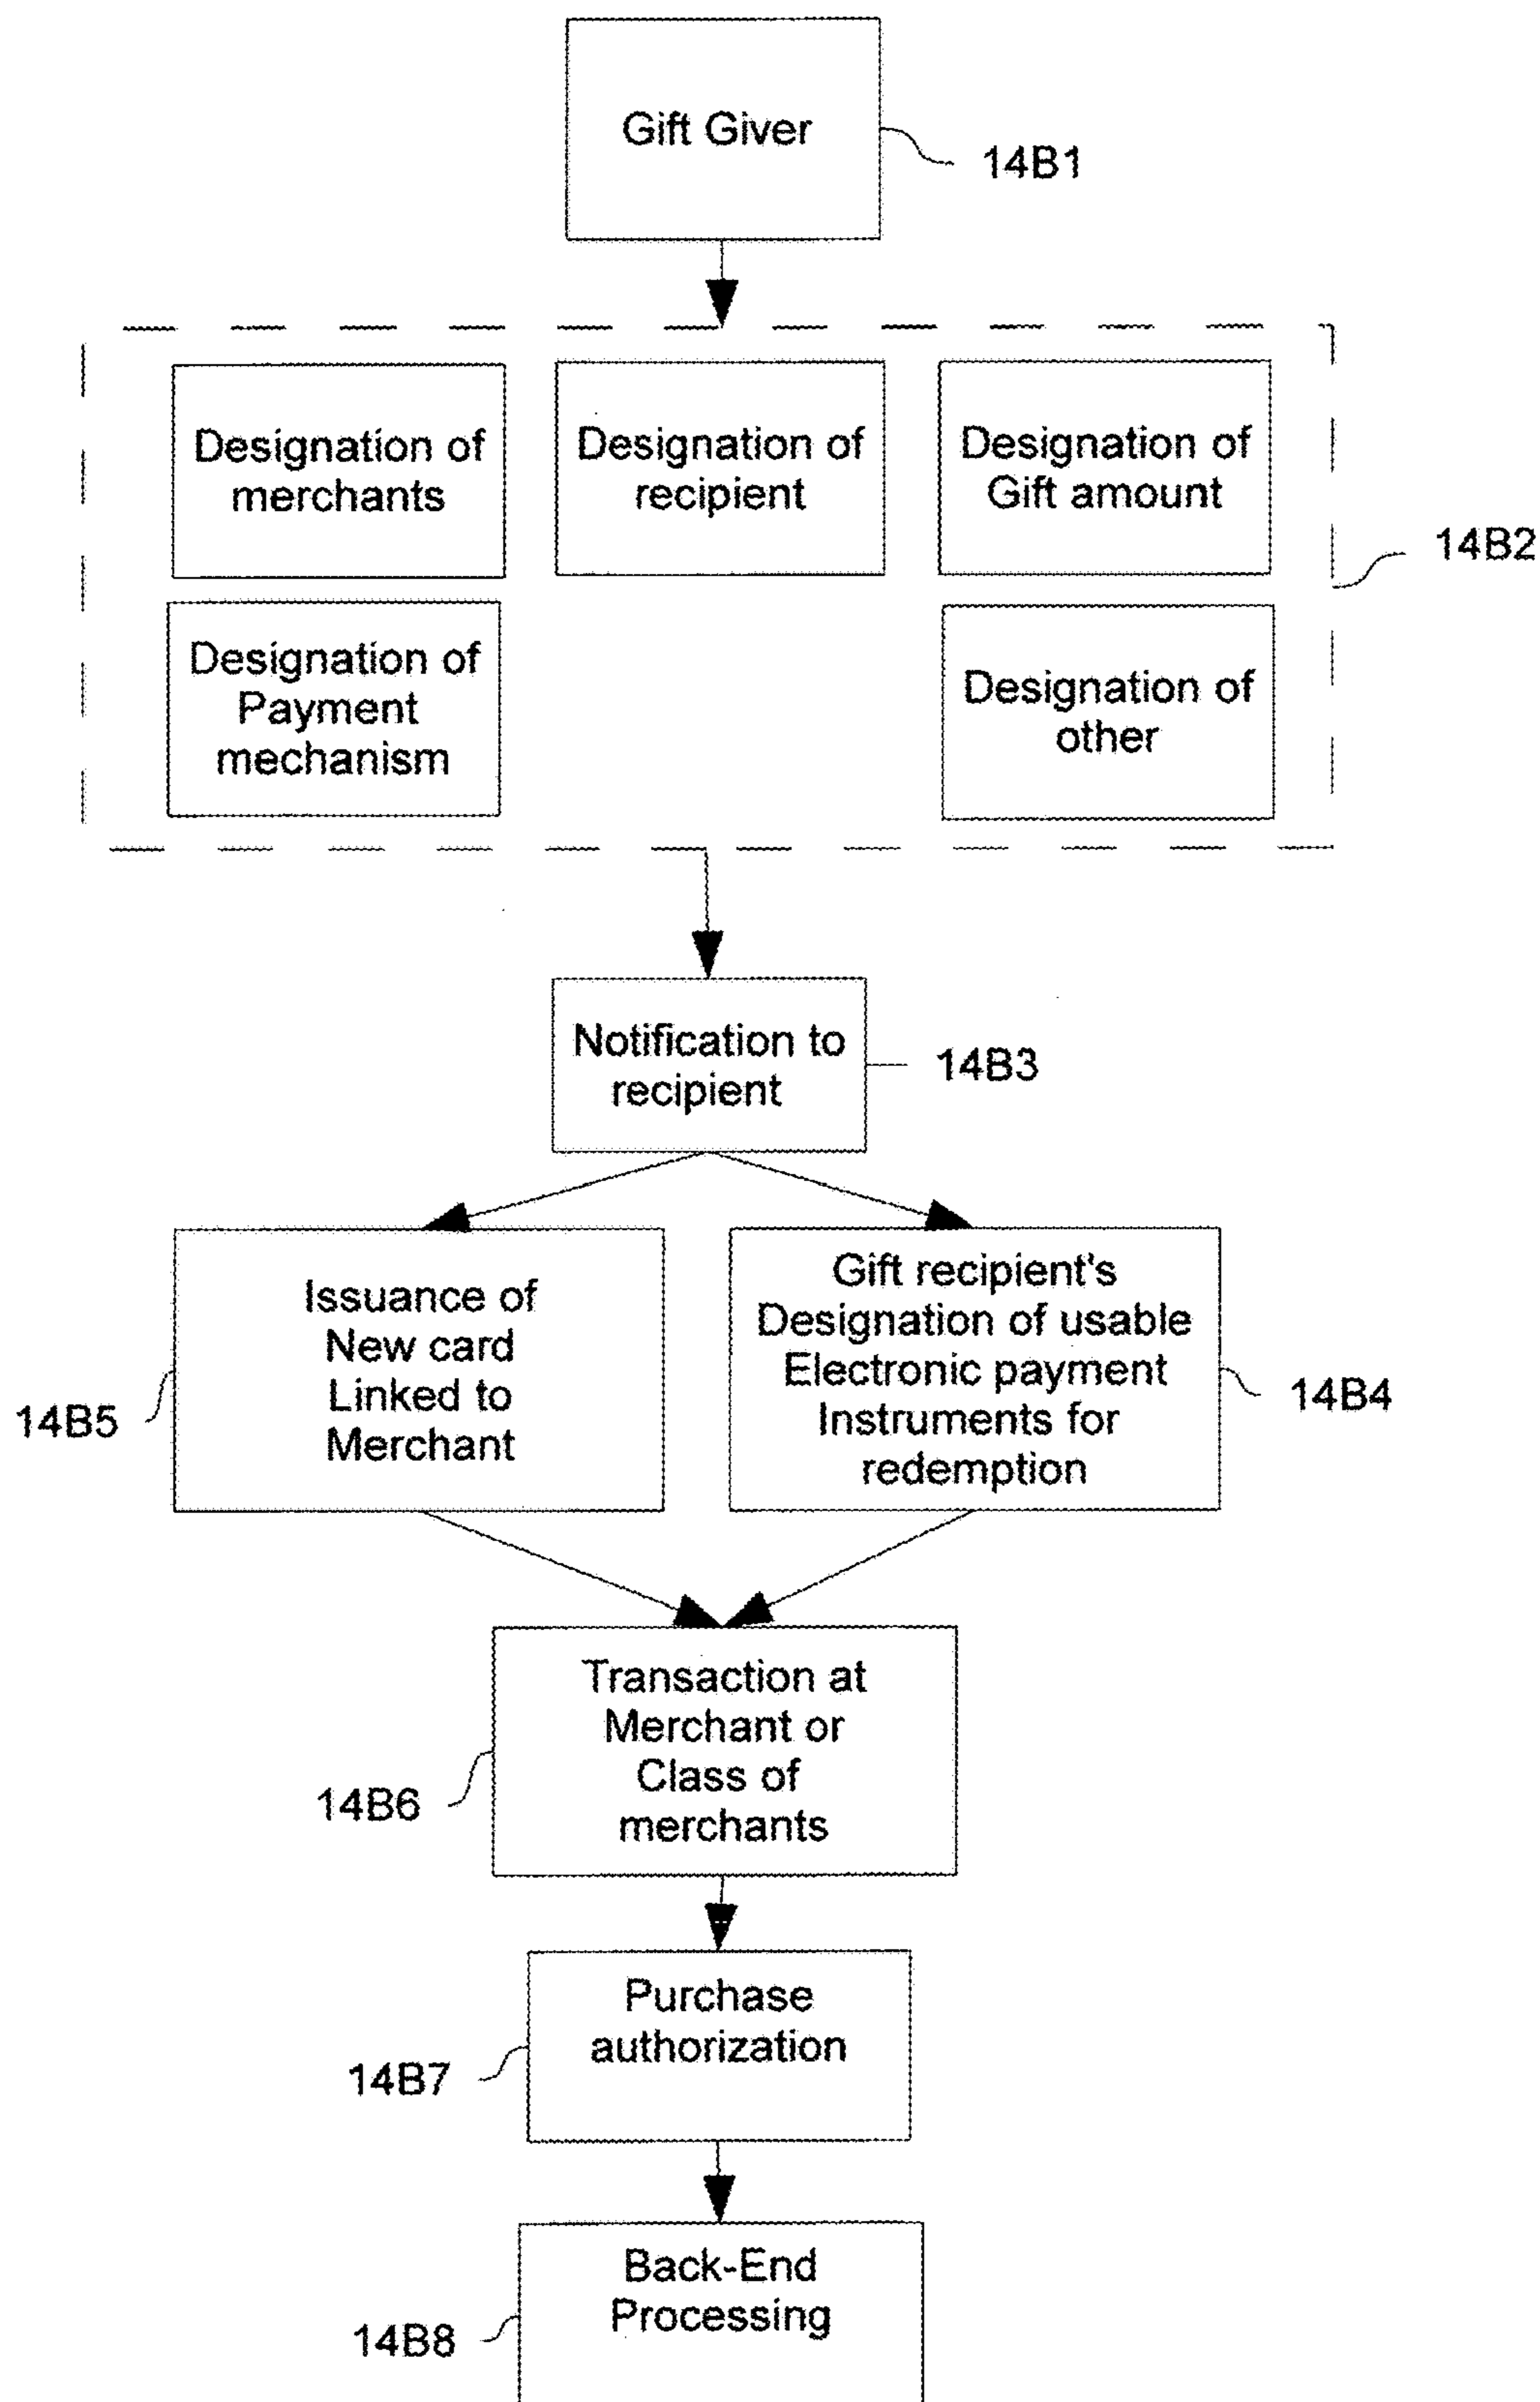 Gift Giver
14B1
Designation of
merchants
Designation of
recipient
Designation of
Gift amount
14B2
Designation of
Payment
mechanism
Designation of
other
Notification to
recipient
14B3
Issuance of
New card
Linked to
Merchant
14B5
Gift recipient's
Designation of usable
Electronic payment
Instruments for
redemption
14B4
Transaction at
Merchant or
Class of
merchants
14B6
Purchase
authorization
14B7
Back-End
Processing
14B8